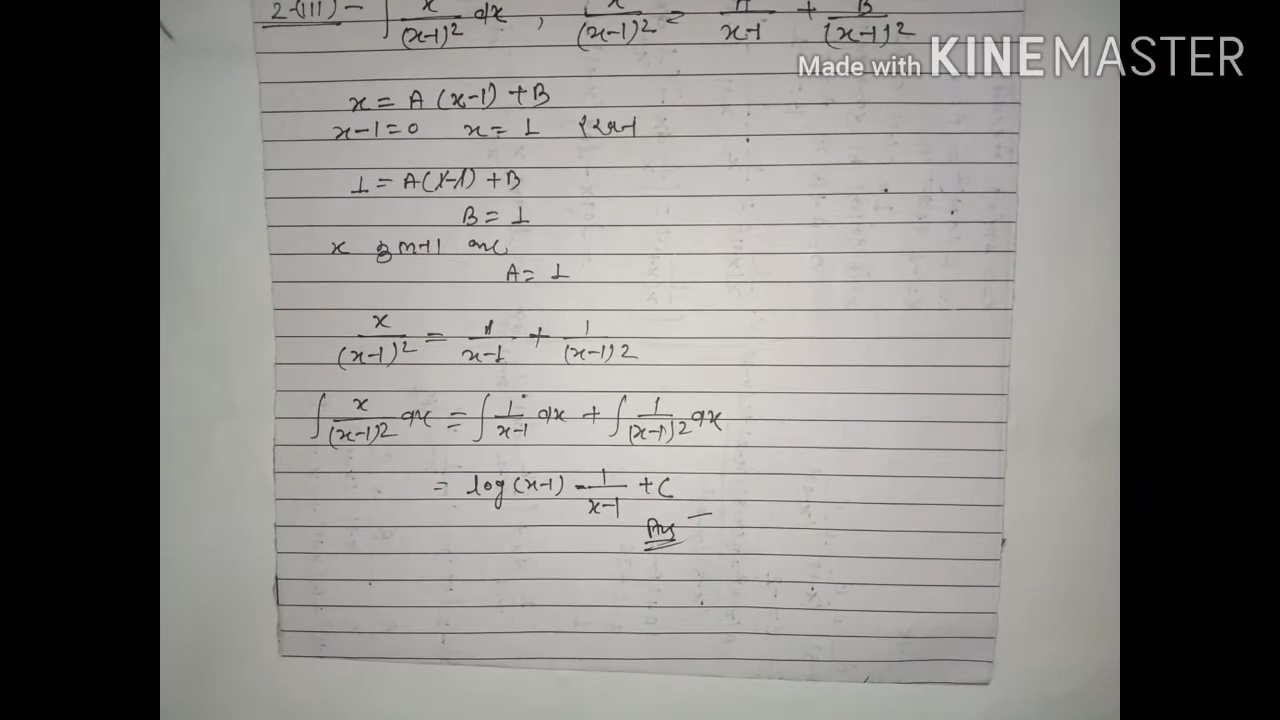 2-(iii) - ∫ x/(x-1)² dx , x/(x-1)² = A/x-1 + B/(x-1)²
Made with KINEMASTER
x = A (x-1) + B
x-1=0 x = 1
1 = A(1-1) + B
B = 1
x
A = 1
x/(x-1)² = 1/x-1 + 1/(x-1)2
∫ x/(x-1)2 dx = ∫ 1/x-1 dx + ∫ 1/(x-1)2 dx
= log(x-1) - 1/x-1 + C
Ans